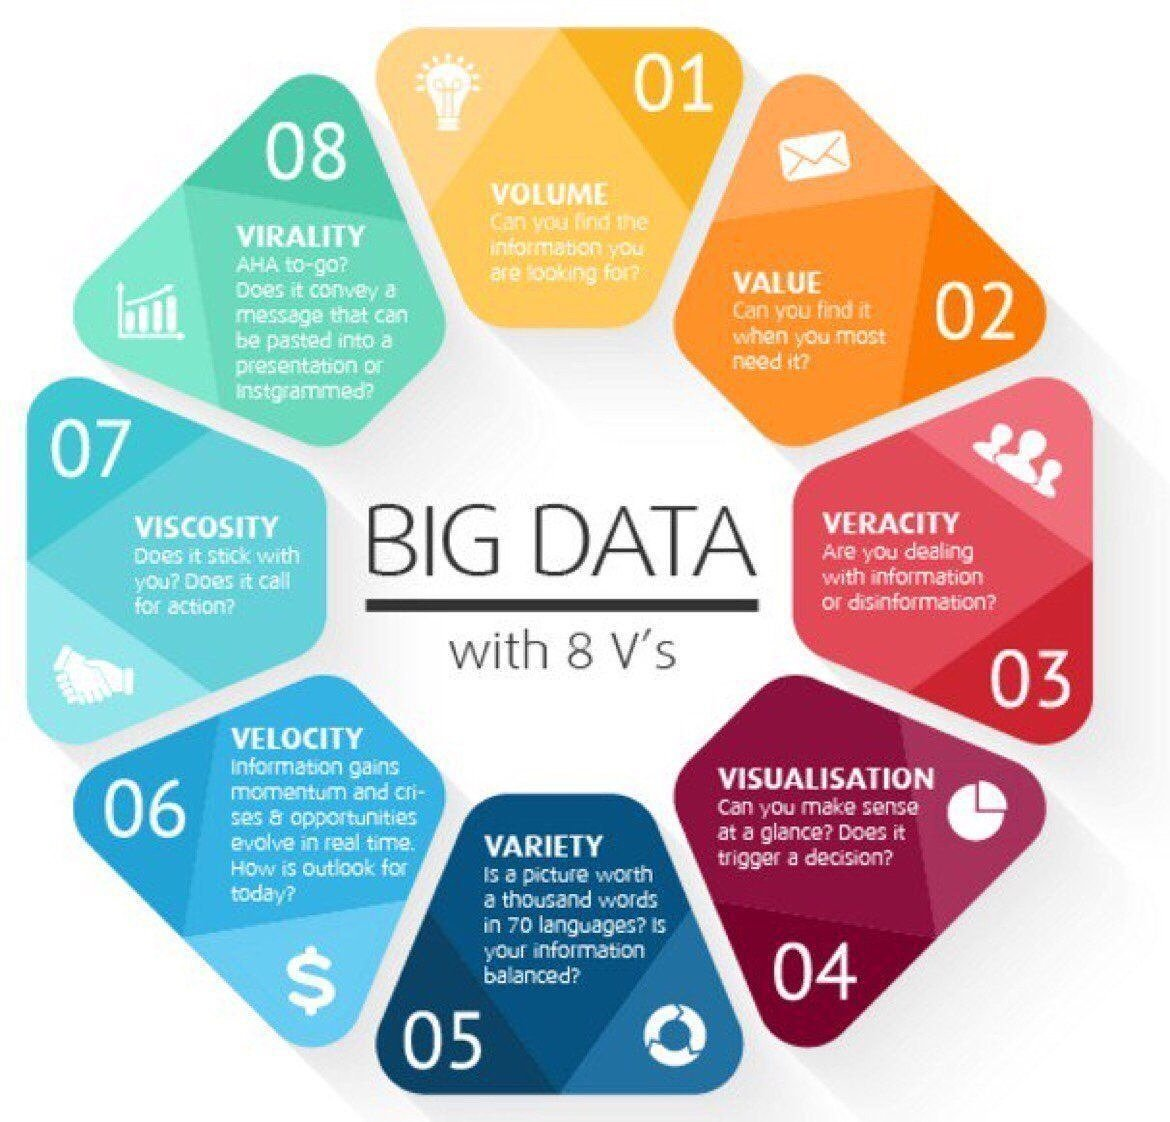 BIG DATA
with 8 V's
01
VOLUME
Can you find the
information you
are looking for?
02
VALUE
Can you find it
when you most
need it?
03
VERACITY
Are you dealing
with information
or disinformation?
04
VISUALISATION
Can you make sense
at a glance? Does it
trigger a decision?
05
VARIETY
Is a picture worth
a thousand words
in 70 languages? Is
your information
balanced?
06
VELOCITY
Information gains
momentum and cri-
ses & opportunities
evolve in real time.
How is outlook for
today?
$
07
VISCOSITY
Does it stick with
you? Does it call
for action?
08
VIRALITY
AHA to-go?
Does it convey a
message that can
be pasted into a
presentation or
Instgrammed?